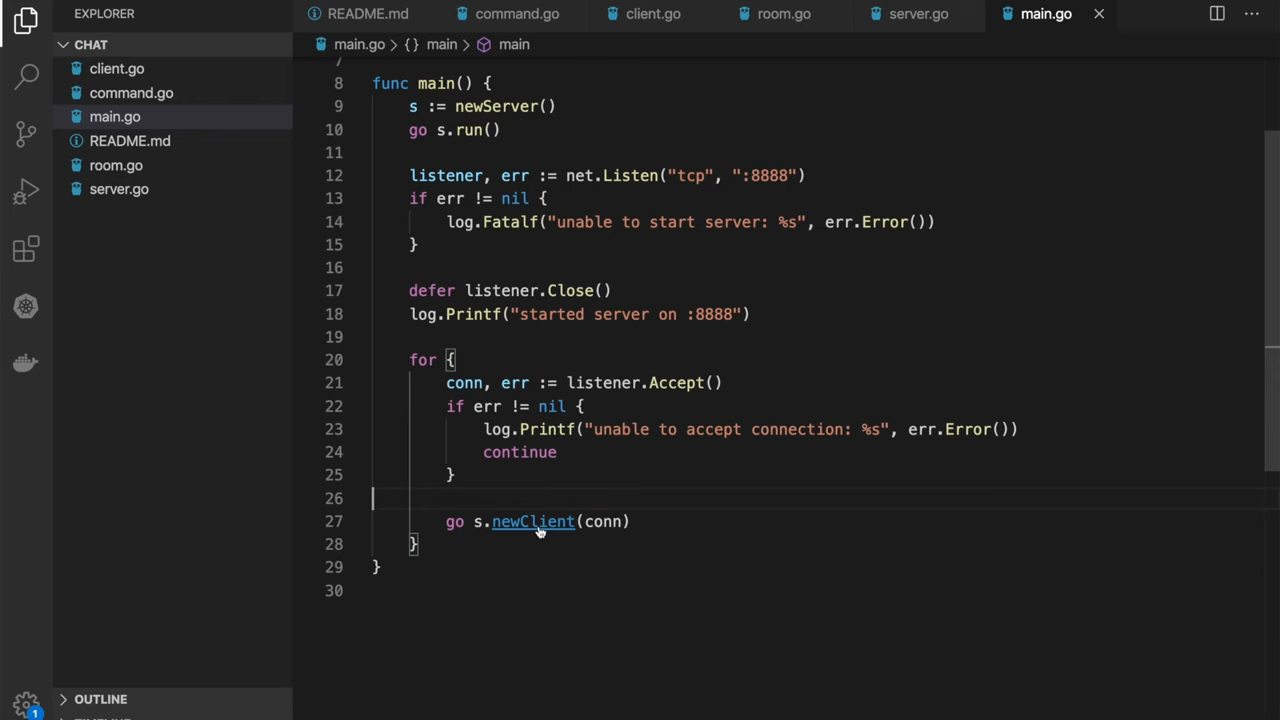 EXPLORER
README.md
command.go
client.go
room.go
server.go
main.go
CHAT
main.go > {} main > main
client.go
command.go
main.go
README.md
room.go
server.go
7
8 func main() {
9 s := newServer()
10 go s.run()
11
12 listener, err := net.Listen("tcp", ":8888")
13 if err != nil {
14 log.Fatalf("unable to start server: %s", err.Error())
15 }
16
17 defer listener.Close()
18 log.Printf("started server on :8888")
19
20 for {
21 conn, err := listener.Accept()
22 if err != nil {
23 log.Printf("unable to accept connection: %s", err.Error())
24 continue
25 }
26
27 go s.newClient(conn)
28 }
29 }
30
OUTLINE
1